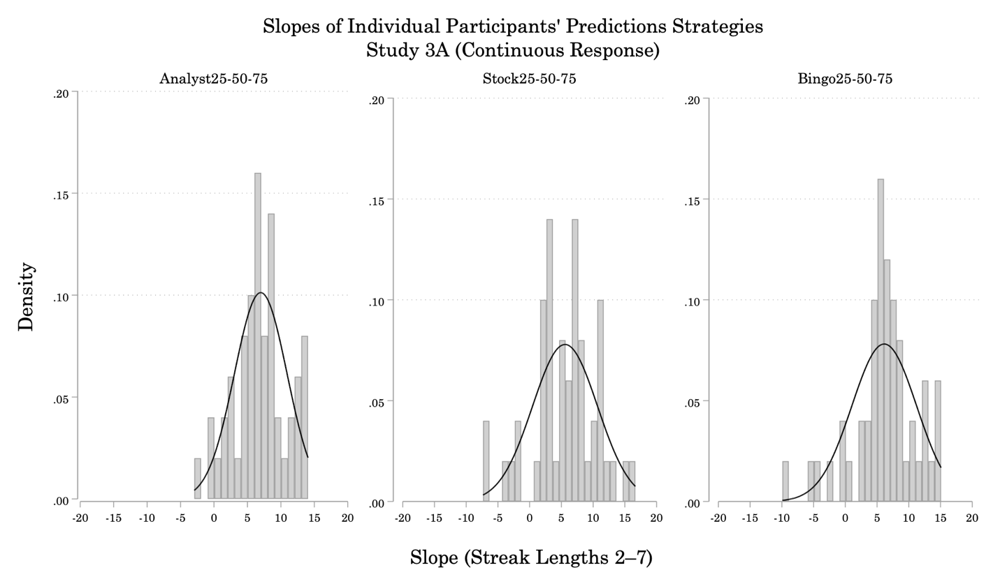 Slopes of Individual Participants' Predictions Strategies
Study 3A (Continuous Response)
Analyst25-50-75
Stock25-50-75
Bingo25-50-75
Density
.20
.15
.10
.05
.00
-20 -15 -10 -5 0 5 10 15 20
.20
.15
.10
.05
.00
-20 -15 -10 -5 0 5 10 15 20
.20
.15
.10
.05
.00
-20 -15 -10 -5 0 5 10 15 20
Slope (Streak Lengths 2–7)